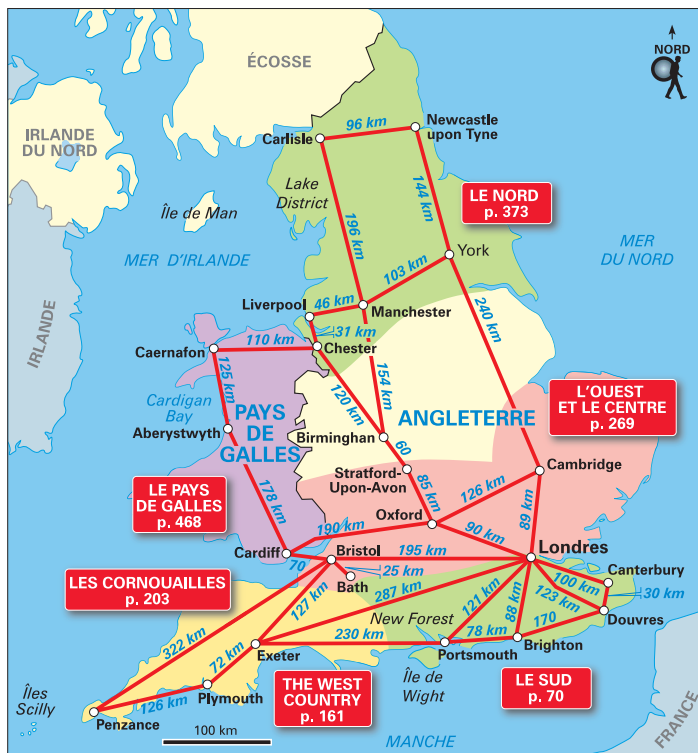 ÉCOSSE
NORD
IRLANDE
DU NORD
Carlisle
96 km
Newcastle
upon Tyne
Lake
District
144 km
LE NORD
p. 373
Île de Man
196 km
York
MER D'IRLANDE
MER
DU NORD
103 km
Liverpool
46 km
Manchester
240 km
IRLANDE
110 km
31 km
Caernafon
Chester
125 km
154 km
120 km
Cardigan
Bay
PAYS
DE
GALLES
ANGLETERRE
L'OUEST
ET LE CENTRE
p. 269
Aberystwyth
Birminghan
60
Stratford-
Upon-Avon
Cambridge
178 km
85 km
126 km
LE PAYS
DE GALLES
p. 468
190 km
Oxford
89 km
90 km
Cardiff
70
Bristol
195 km
Londres
25 km
Bath
Canterbury
LES CORNOUAILLES
p. 203
127 km
287 km
121 km
88 km
100 km
123 km
30 km
New Forest
Douvres
322 km
230 km
78 km
170
72 km
Exeter
Portsmouth
Brighton
126 km
Plymouth
THE WEST
COUNTRY
p. 161
Île de
Wight
LE SUD
p. 70
Îles
Scilly
Penzance
100 km
MANCHE
FRANCE